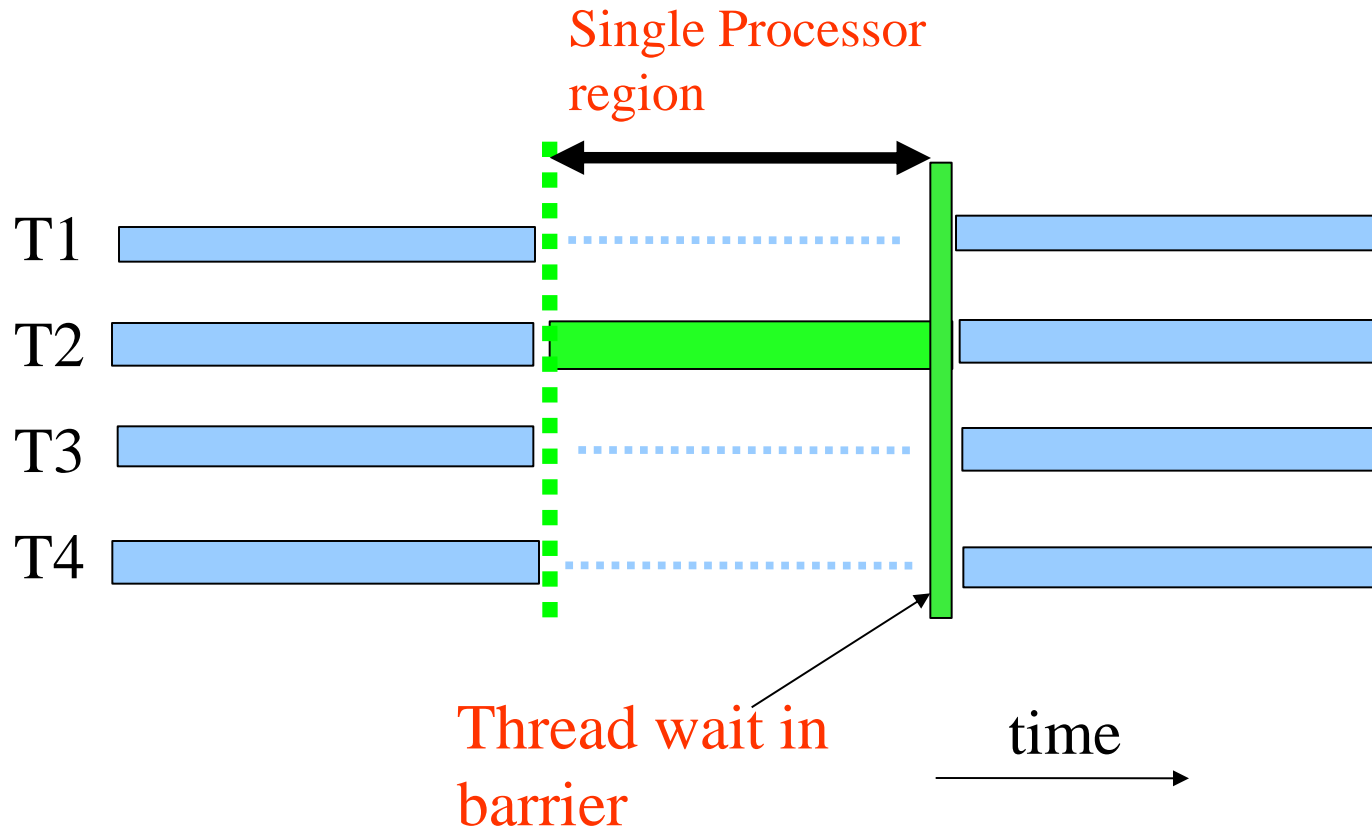 Single Processor
region
T1
T2
T3
T4
Thread wait in
barrier
time